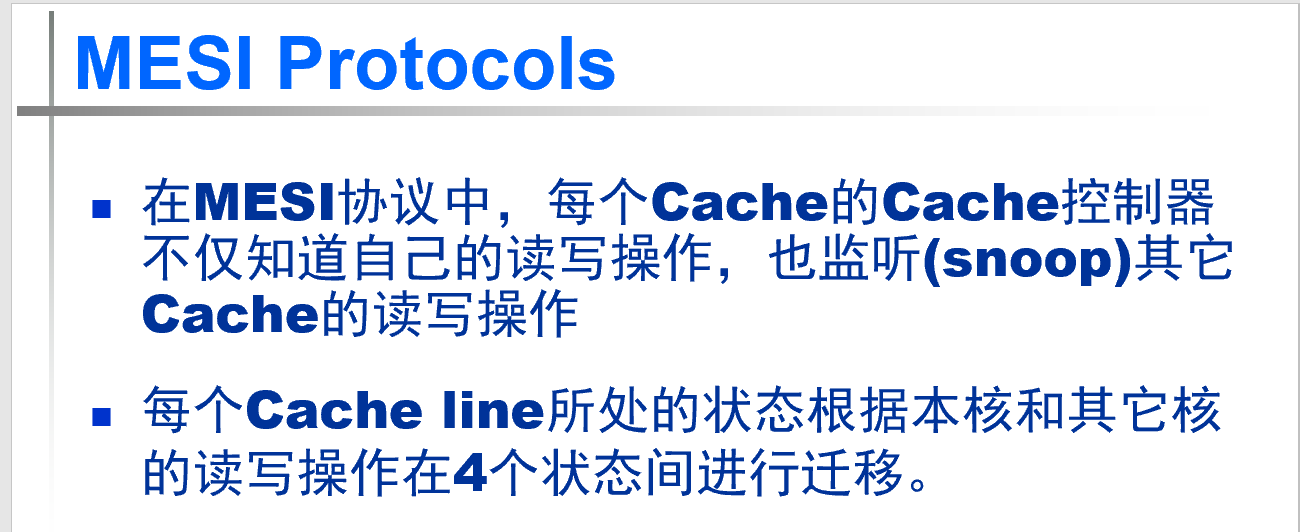 MESI Protocols
在MESI协议中，每个Cache的Cache控制器
不仅知道自己的读写操作，也监听(snoop)其它
Cache的读写操作
每个Cache line所处的状态根据本核和其它核
的读写操作在4个状态间进行迁移。